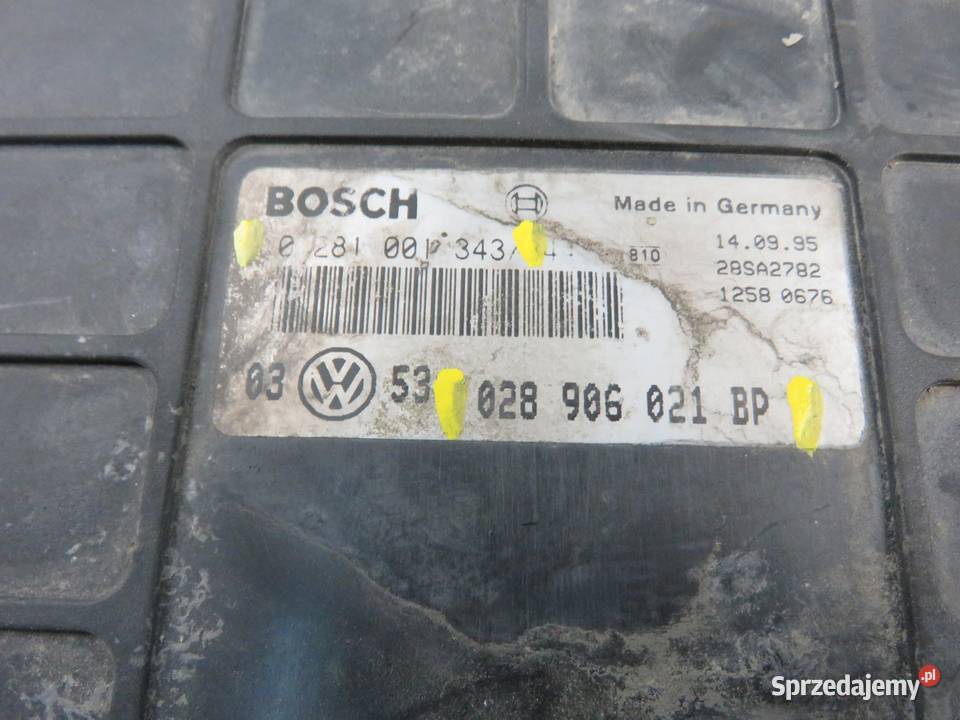 BOSCH
Made in Germany
0 281 001 343/
810
14.09.95
28SA2782
1258 0676
03 VW 53 028 906 021 BP
Sprzedajemy.pl